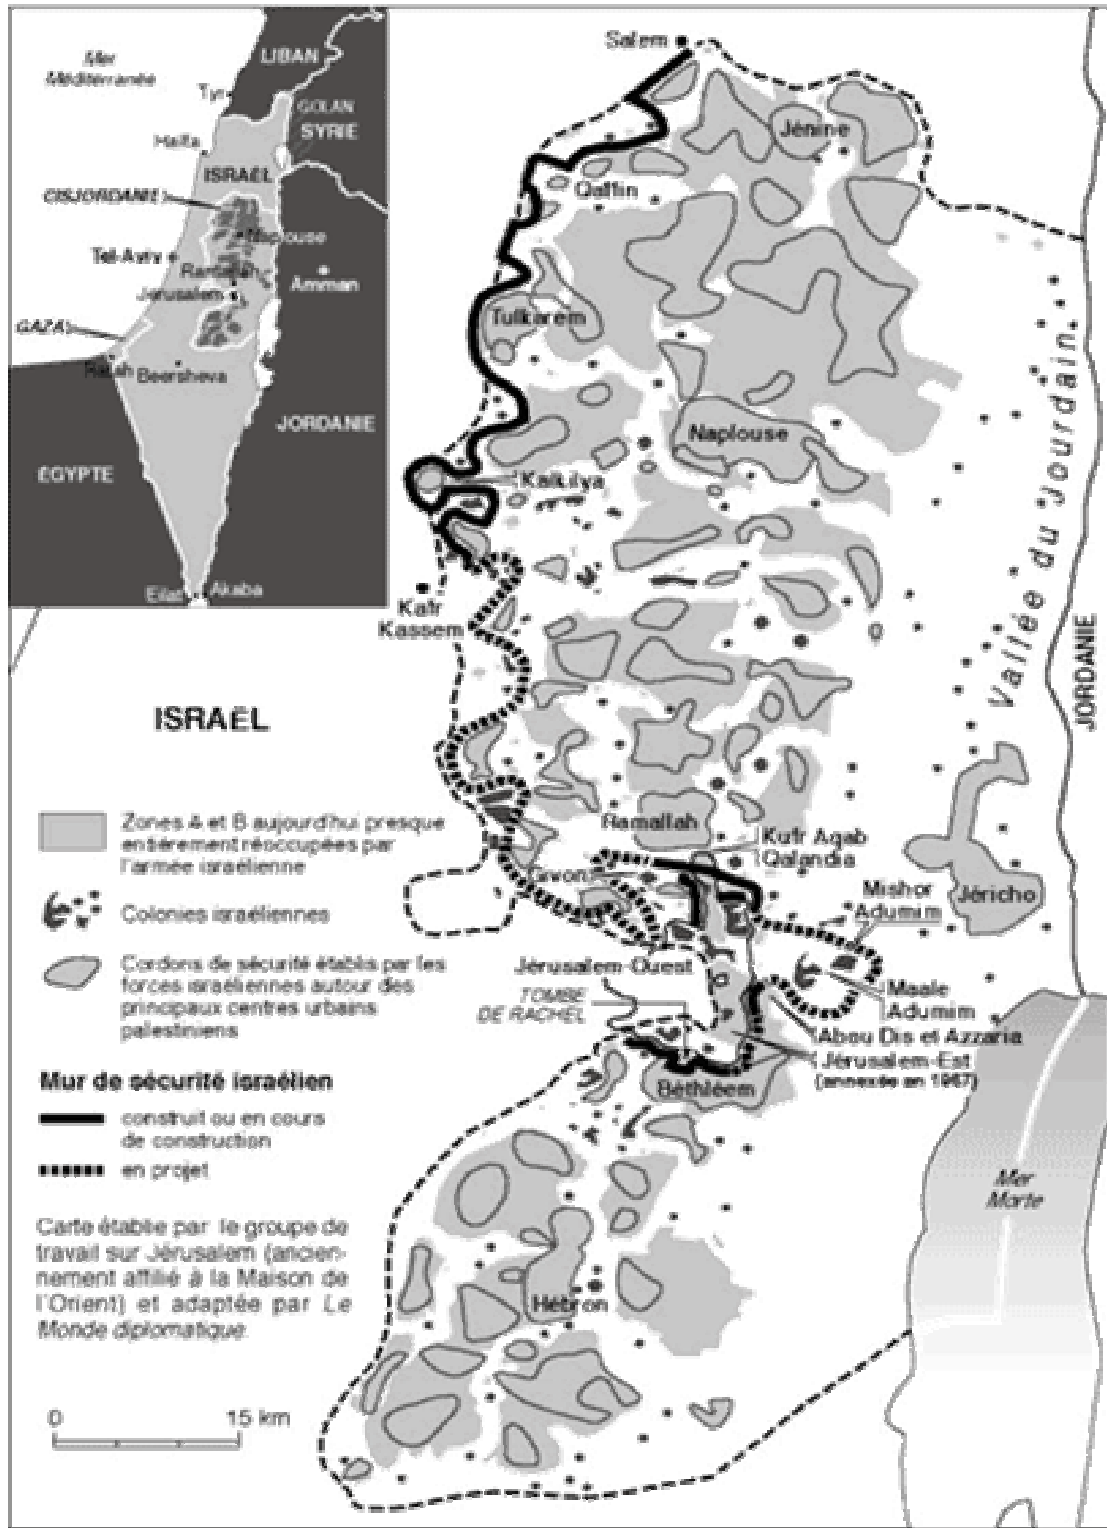 Mer
Méditerranée
LIBAN
Tyr
GOLAN
SYRIE
Haïfa
ISRAËL
CISJORDANIE
Naplouse
Tel-Aviv
Ramallah
Jérusalem
Amman
GAZA
Rafah
Beersheva
JORDANIE
ÉGYPTE
Eilat
Akaba
Salem
Jénine
Qaffin
Tulkarem
Naplouse
Kalkilya
Kafr
Kassem
Vallée du Jourdain
JORDANIE
ISRAËL
Ramallah
Kufr Aqab
Qalandia
Givon
Mishor
Adumim
Jéricho
Jérusalem-Ouest
TOMBE
DE RACHEL
Maale
Adumim
Abou Dis et Azzaria
Jérusalem-Est
(annexée en 1967)
Béthléem
Mer
Morte
Hébron
Zones A et B aujourd'hui presque
entièrement réoccupées par
l'armée israélienne
Colonies israéliennes
Cordons de sécurité établis par les
forces israéliennes autour des
principaux centres urbains
palestiniens
Mur de sécurité israélien
construit ou en cours
de construction
en projet
Carte établie par le groupe de
travail sur Jérusalem (ancien-
nement affilié à la Maison de
l'Orient) et adaptée par Le
Monde diplomatique
0 15 km